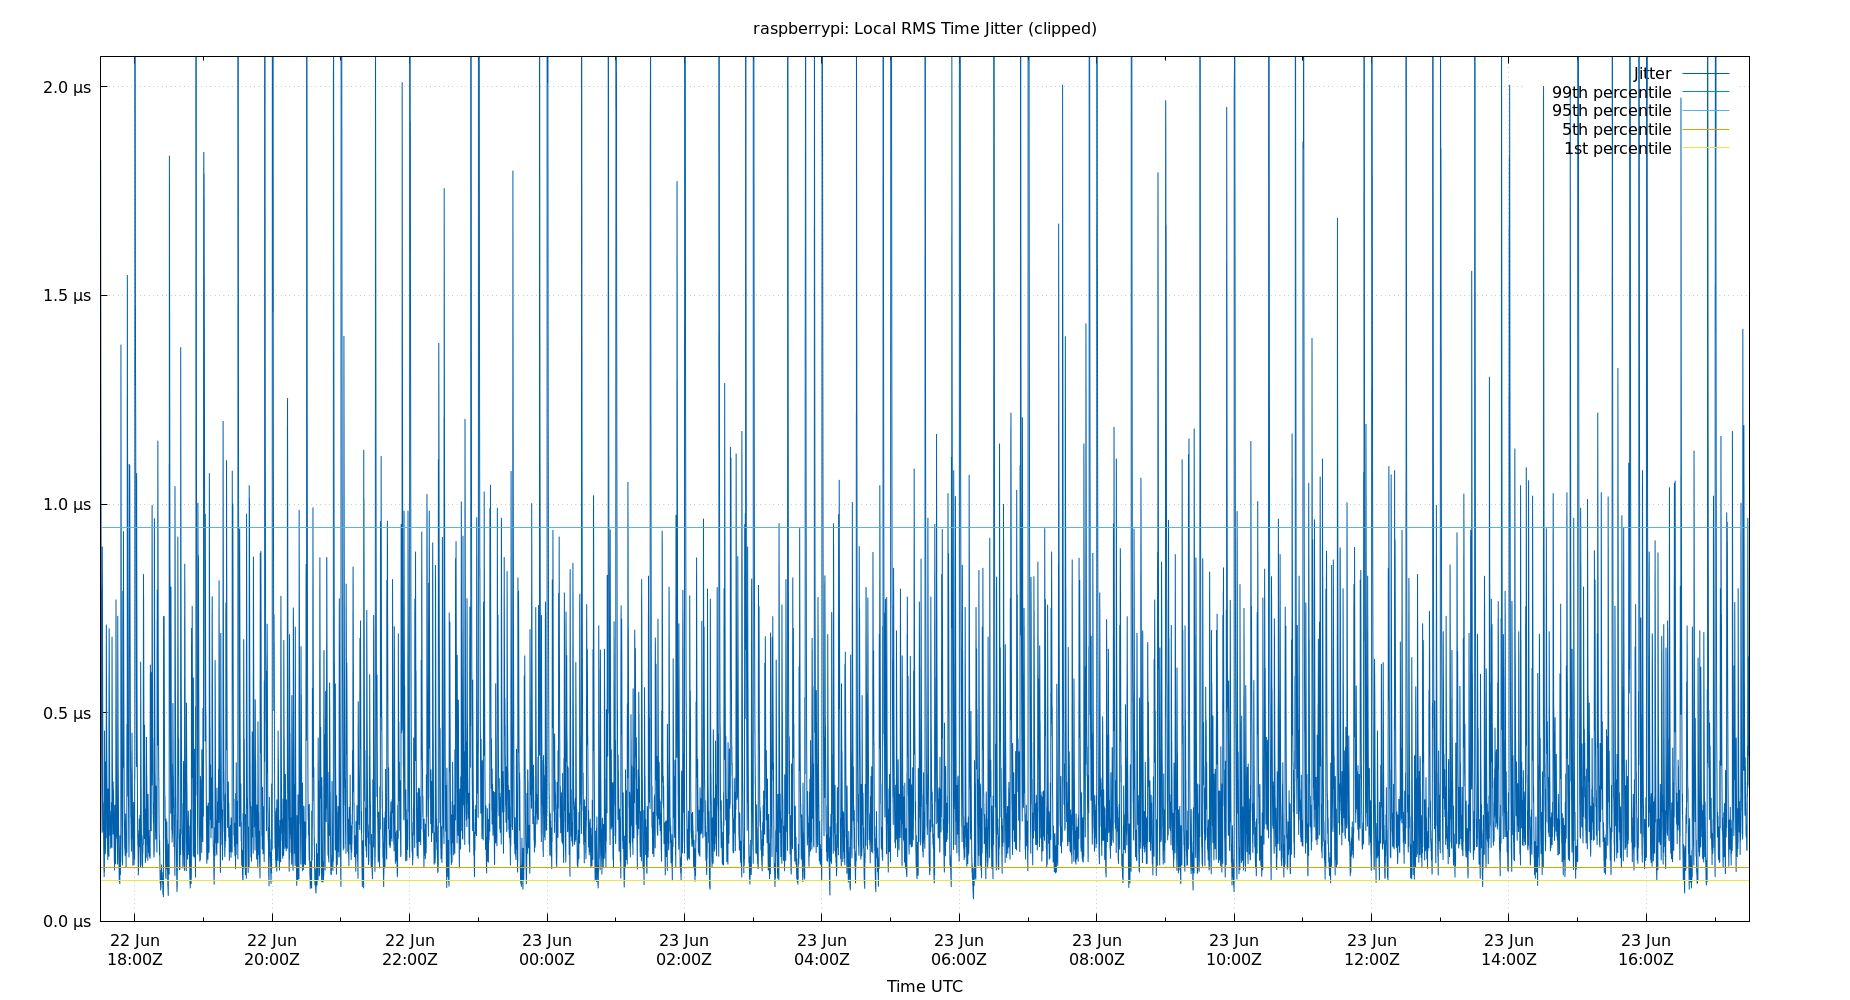 raspberrypi: Local RMS Time Jitter (clipped)
Jitter
99th percentile
95th percentile
5th percentile
1st percentile
2.0 µs
1.5 µs
1.0 µs
0.5 µs
0.0 µs
22 Jun 22 Jun 22 Jun 23 Jun 23 Jun 23 Jun 23 Jun 23 Jun 23 Jun 23 Jun 23 Jun 23 Jun
18:00Z 20:00Z 22:00Z 00:00Z 02:00Z 04:00Z 06:00Z 08:00Z 10:00Z 12:00Z 14:00Z 16:00Z
Time UTC